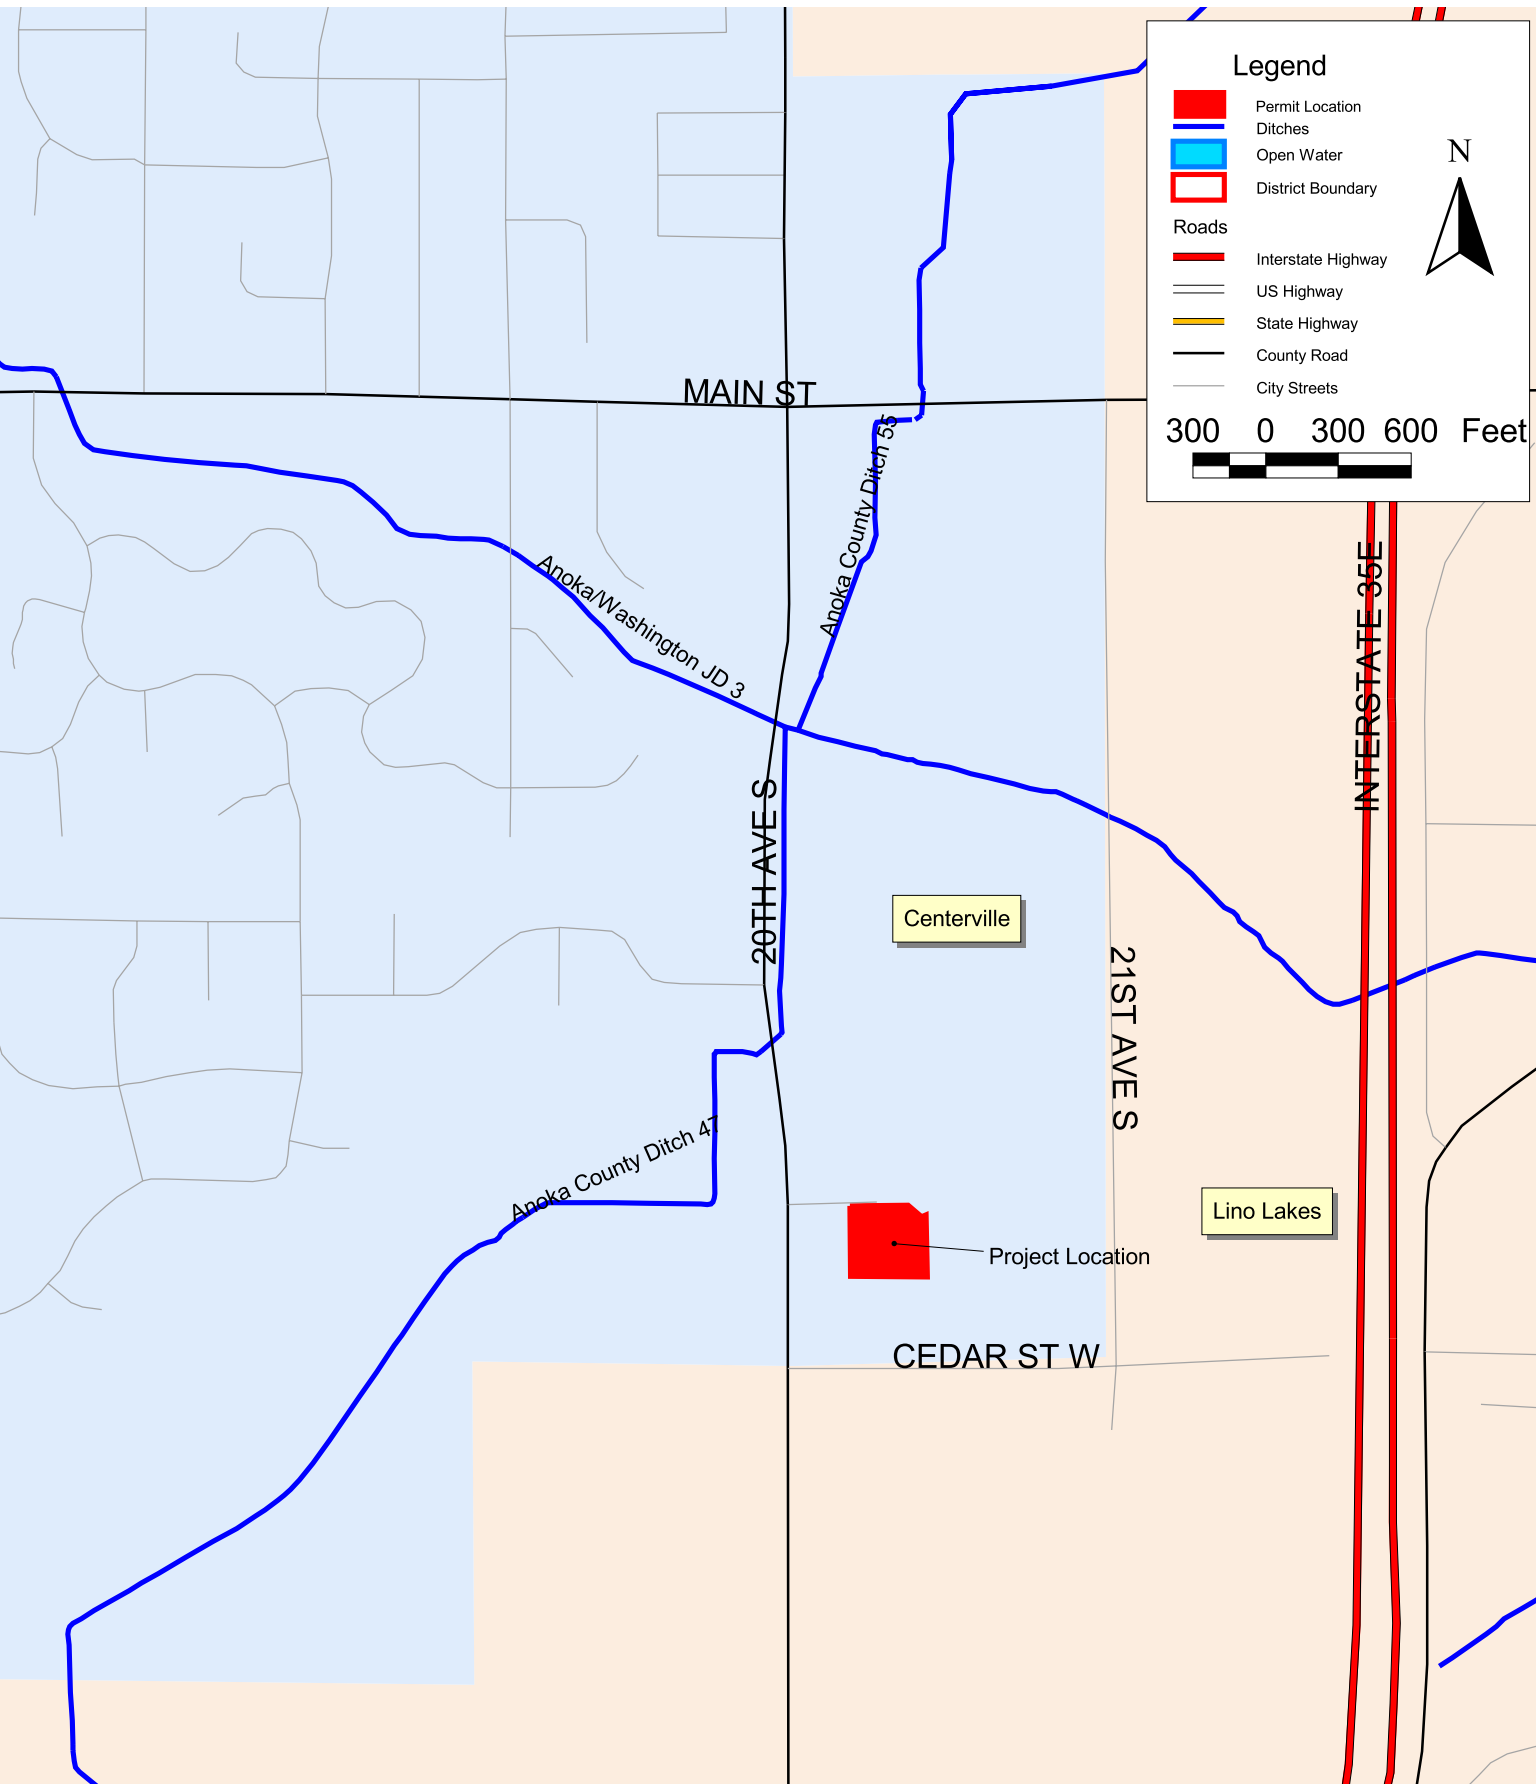 Legend
Permit Location
Ditches
Open Water
District Boundary
N
Roads
Interstate Highway
US Highway
State Highway
County Road
City Streets
300 0 300 600 Feet
MAIN ST
Anoka County Ditch 55
Anoka/Washington JD 3
INTERSTATE 35E
20TH AVE S
Centerville
21ST AVE S
Anoka County Ditch 47
Lino Lakes
Project Location
CEDAR ST W